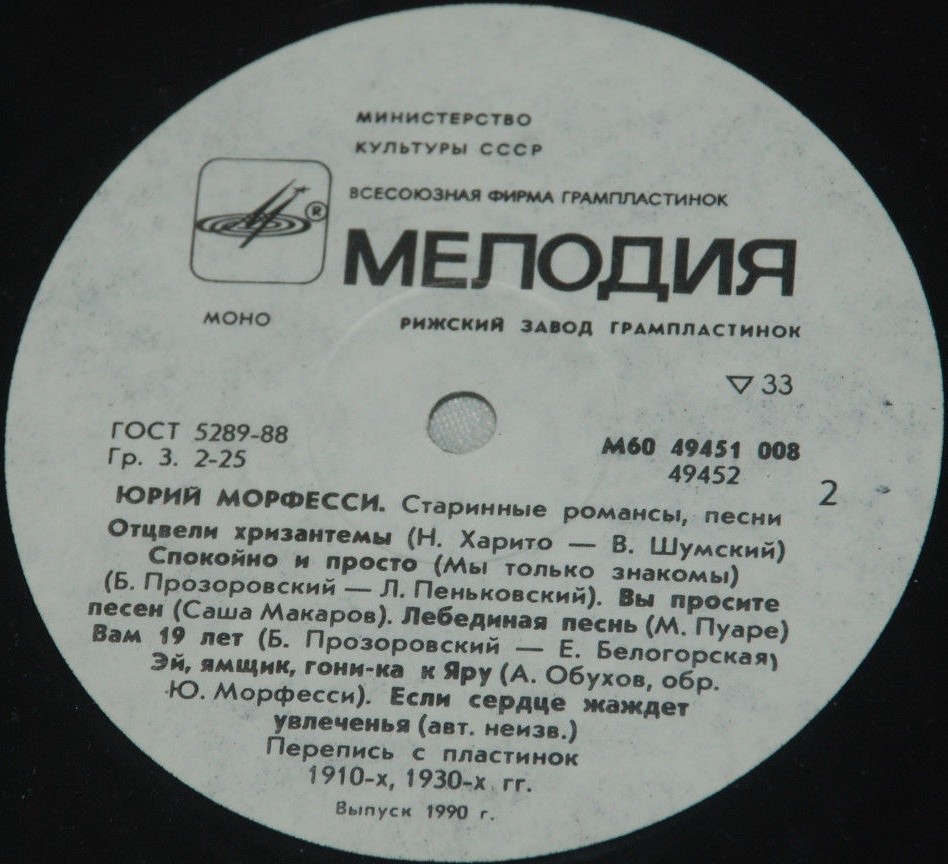 МИНИСТЕРСТВО
КУЛЬТУРЫ СССР
ВСЕСОЮЗНАЯ ФИРМА ГРАМПЛАСТИНОК
®
МЕЛОДИЯ
МОНО
РИЖСКИЙ ЗАВОД ГРАМПЛАСТИНОК
▽ 33
ГОСТ 5289-88
Гр. 3. 2-25
М60 49451 008
49452
2
ЮРИЙ МОРФЕССИ. Старинные романсы, песни
Отцвели хризантемы (Н. Харито — В. Шумский)
Спокойно и просто (Мы только знакомы)
(Б. Прозоровский — Л. Пеньковский). Вы просите
песен (Саша Макаров). Лебединая песнь (М. Пуаре)
Вам 19 лет (Б. Прозоровский — Е. Белогорская)
Эй, ямщик, гони-ка к Яру (А. Обухов, обр.
Ю. Морфесси). Если сердце жаждет
увлеченья (авт. неизв.)
Перепись с пластинок
1910-х, 1930-х гг.
Выпуск 1990 г.